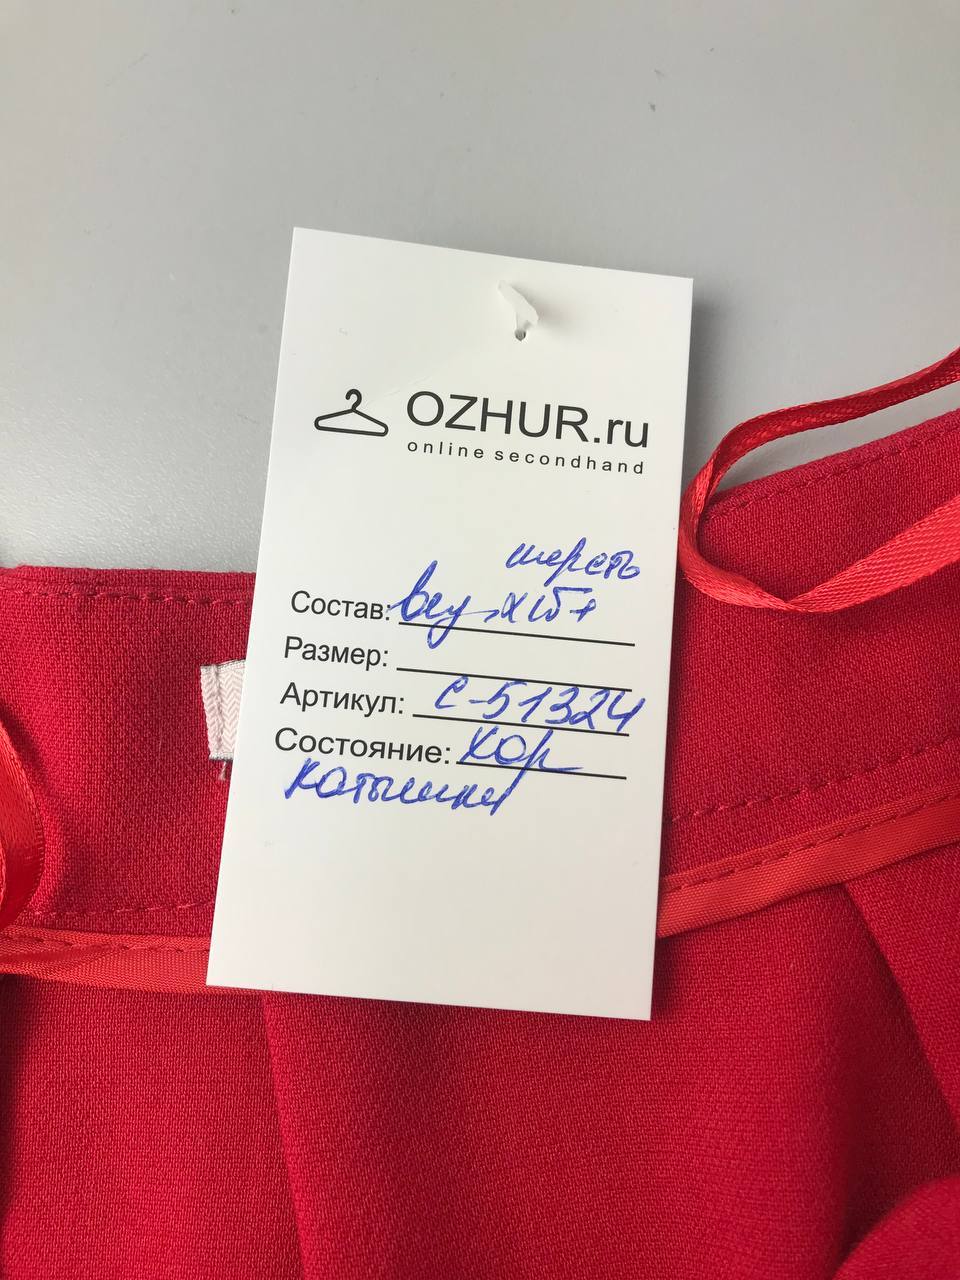 OZHUR.ru
online secondhand
шерсть
Состав:
Размер:
Артикул: С-51324
Состояние: хор
катышки